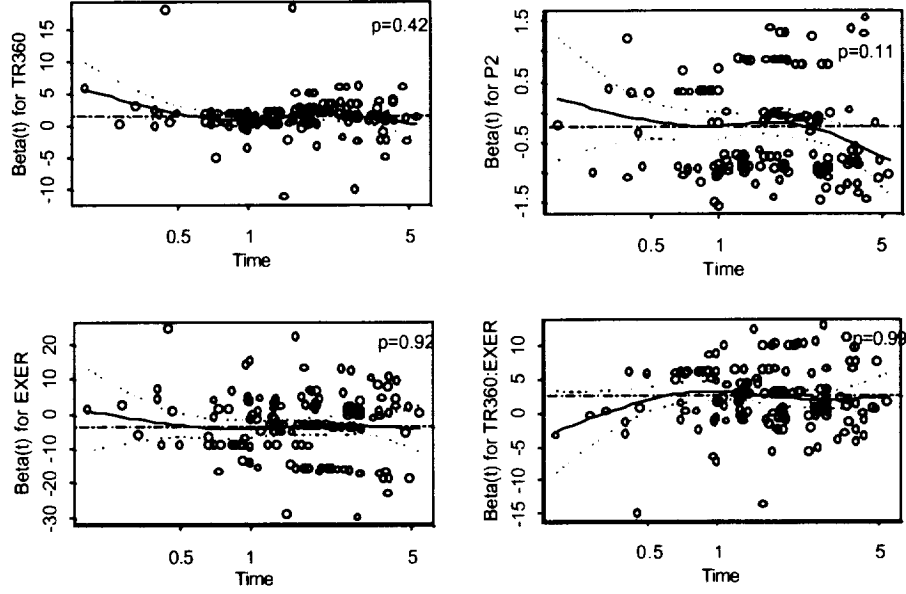 Beta(t) for TR360
15
10
5
0
-5
-10
p=0.42
0.5 1 5
Time
Beta(t) for P2
1.5
0.5
-0.5
-1.5
p=0.11
0.5 1 5
Time
Beta(t) for EXER
20
10
0
-10
-20
-30
p=0.92
0.5 1 5
Time
Beta(t) for TR360:EXER
10
5
0
-5
-10
-15
p=0.99
0.5 1 5
Time